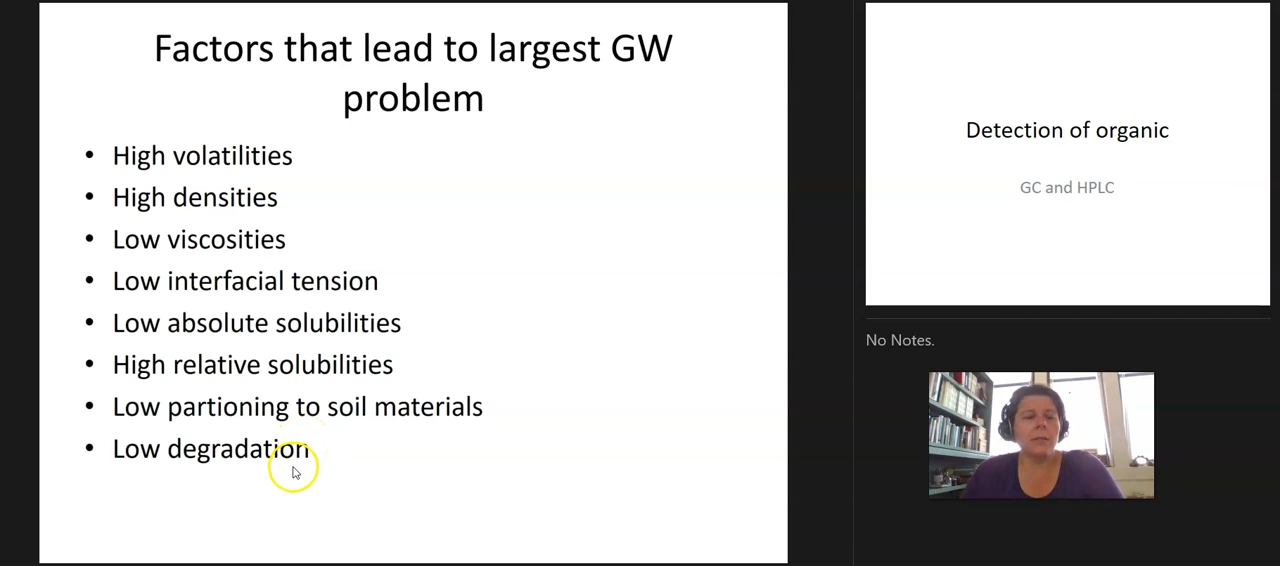 Factors that lead to largest GW
problem
• High volatilities
• High densities
• Low viscosities
• Low interfacial tension
• Low absolute solubilities
• High relative solubilities
• Low partioning to soil materials
• Low degradation
Detection of organic
GC and HPLC
No Notes.